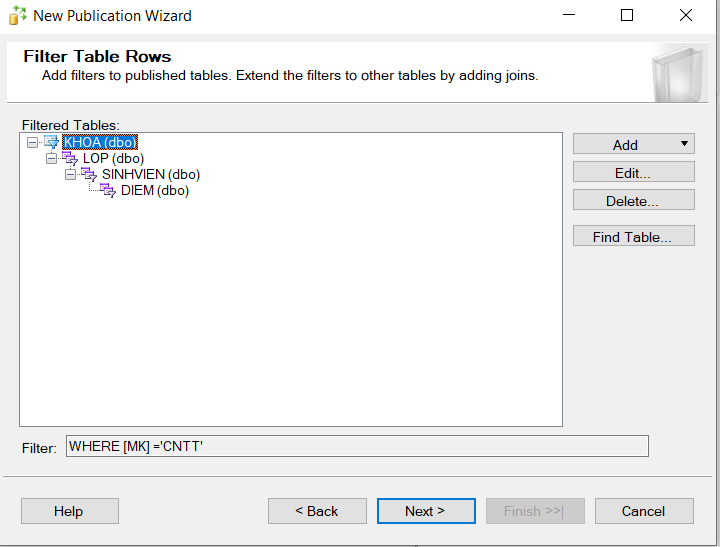 New Publication Wizard
Filter Table Rows
Add filters to published tables. Extend the filters to other tables by adding joins.
Filtered Tables:
KHOA (dbo)
LOP (dbo)
SINHVIEN (dbo)
DIEM (dbo)
Add
Edit...
Delete...
Find Table...
Filter: WHERE [MK] ='CNTT'
Help < Back Next > Finish >>| Cancel